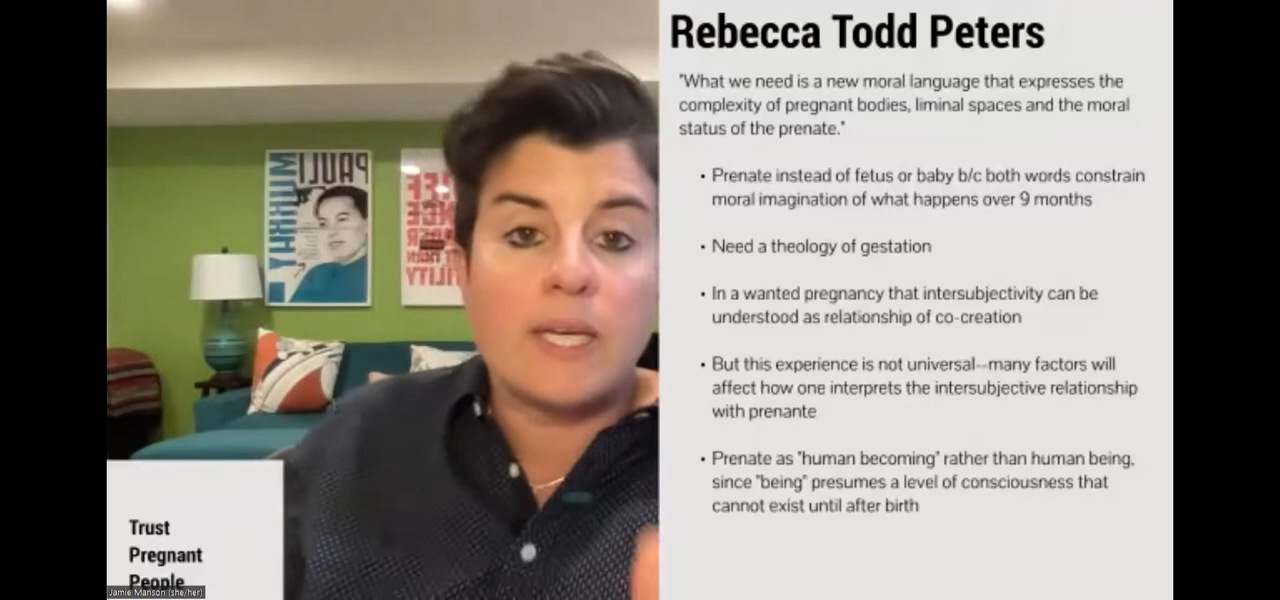 Rebecca Todd Peters
"What we need is a new moral language that expresses the
complexity of pregnant bodies, liminal spaces and the moral
status of the prenate."
• Prenate instead of fetus or baby b/c both words constrain
moral imagination of what happens over 9 months
• Need a theology of gestation
• In a wanted pregnancy that intersubjectivity can be
understood as relationship of co-creation
• But this experience is not universal--many factors will
affect how one interprets the intersubjective relationship
with prenante
• Prenate as "human becoming" rather than human being,
since "being" presumes a level of consciousness that
cannot exist until after birth
PAULI
MURRAY
Trust
Pregnant
People
Jamie Manson (she/her)